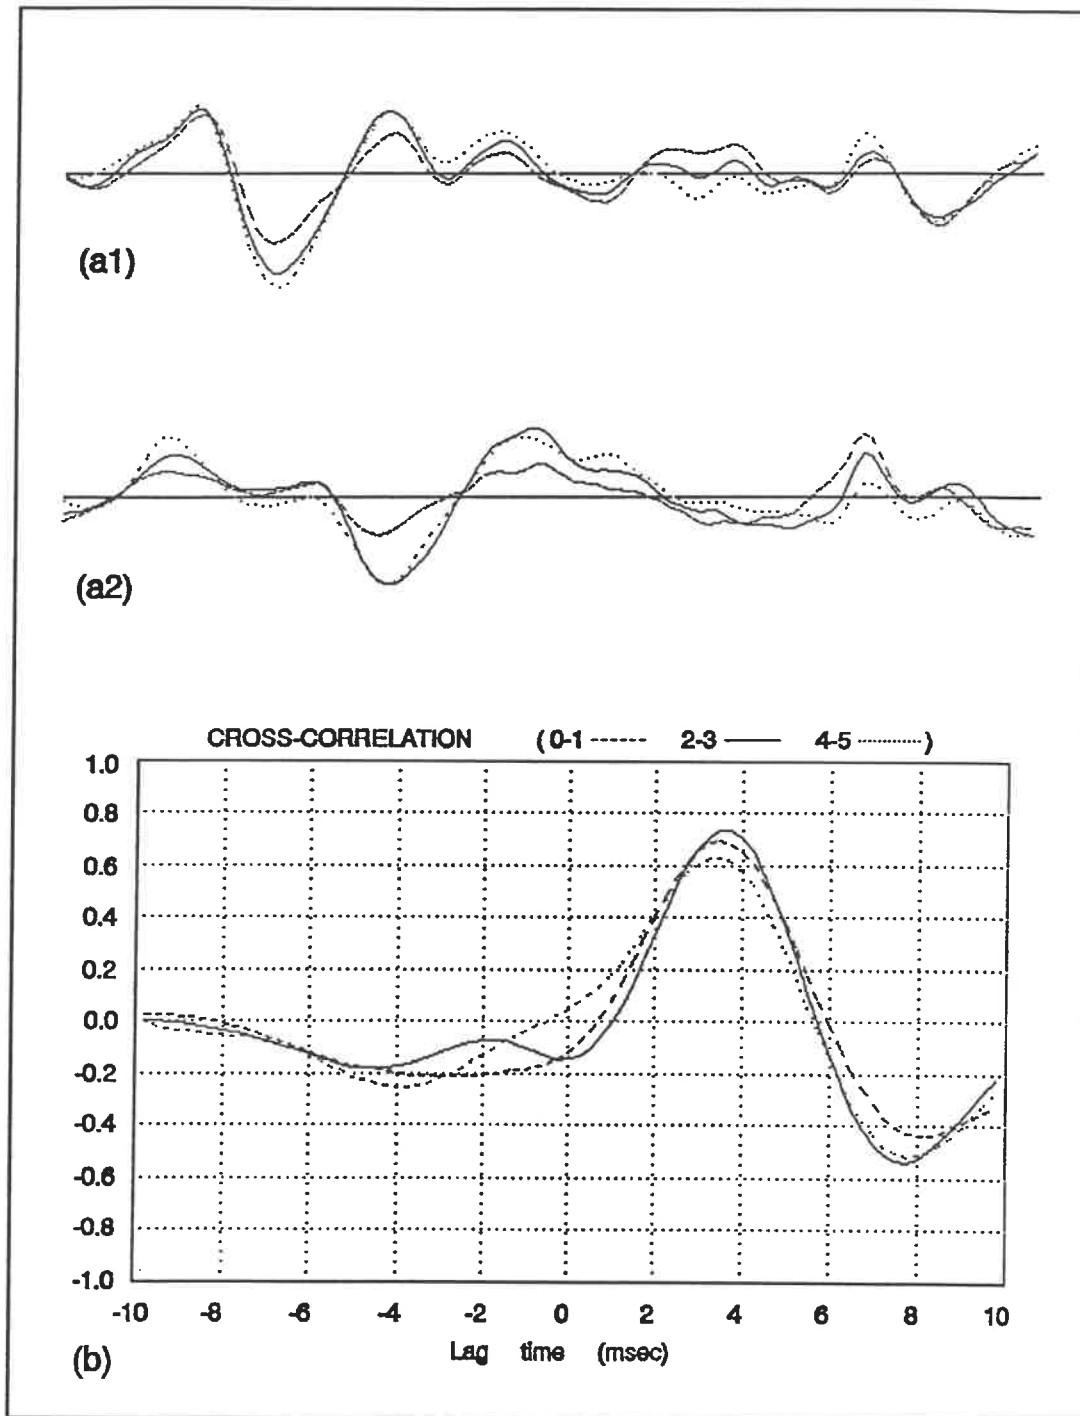 (a1)
(a2)
CROSS-CORRELATION ( 0-1 ------ 2-3 —— 4-5 ········ )
1.0
0.8
0.6
0.4
0.2
0.0
-0.2
-0.4
-0.6
-0.8
-1.0
-10 -8 -6 -4 -2 0 2 4 6 8 10
Lag time (msec)
(b)